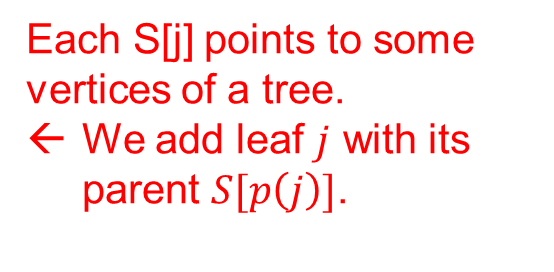 Each S[j] points to some
vertices of a tree.
← We add leaf 𝑗 with its
parent 𝑆[𝑝(𝑗)].